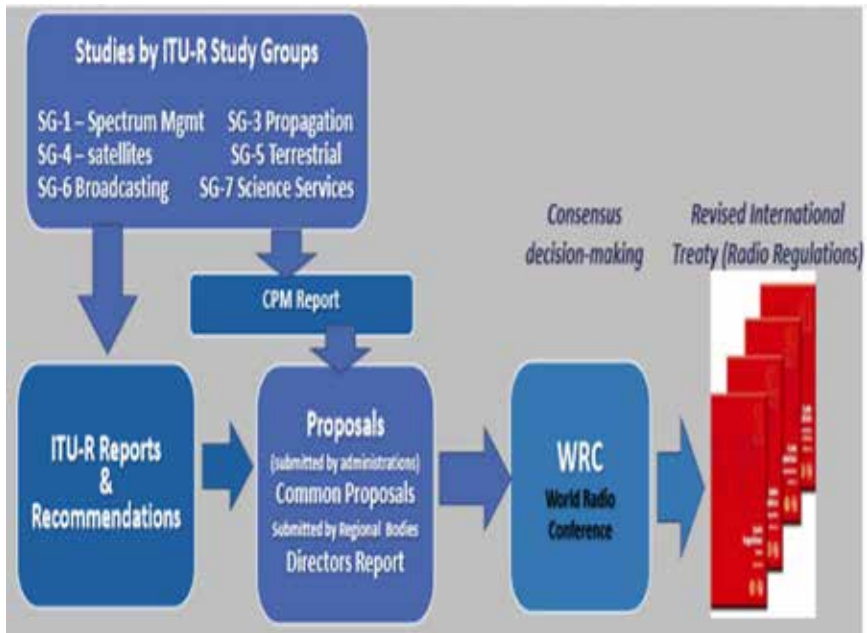 Studies by ITU-R Study Groups
SG-1 – Spectrum Mgmt SG-3 Propagation
SG-4 – satellites SG-5 Terrestrial
SG-6 Broadcasting SG-7 Science Services
Consensus
decision-making
Revised International
Treaty (Radio Regulations)
CPM Report
ITU-R Reports
&
Recommendations
Proposals
(submitted by administrations)
Common Proposals
Submitted by Regional Bodies
Directors Report
WRC
World Radio
Conference